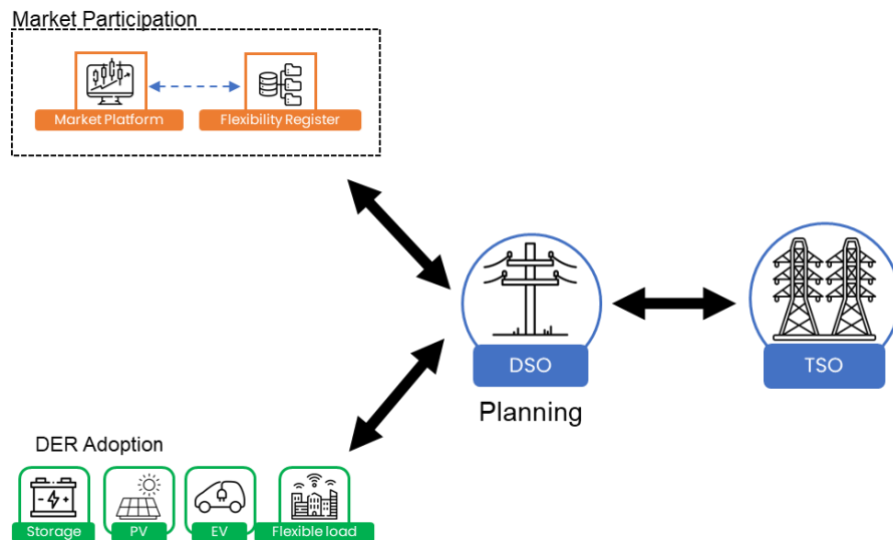 Market Participation
Market Platform
Flexibility Register
DSO
TSO
Planning
DER Adoption
Storage
PV
EV
Flexible load